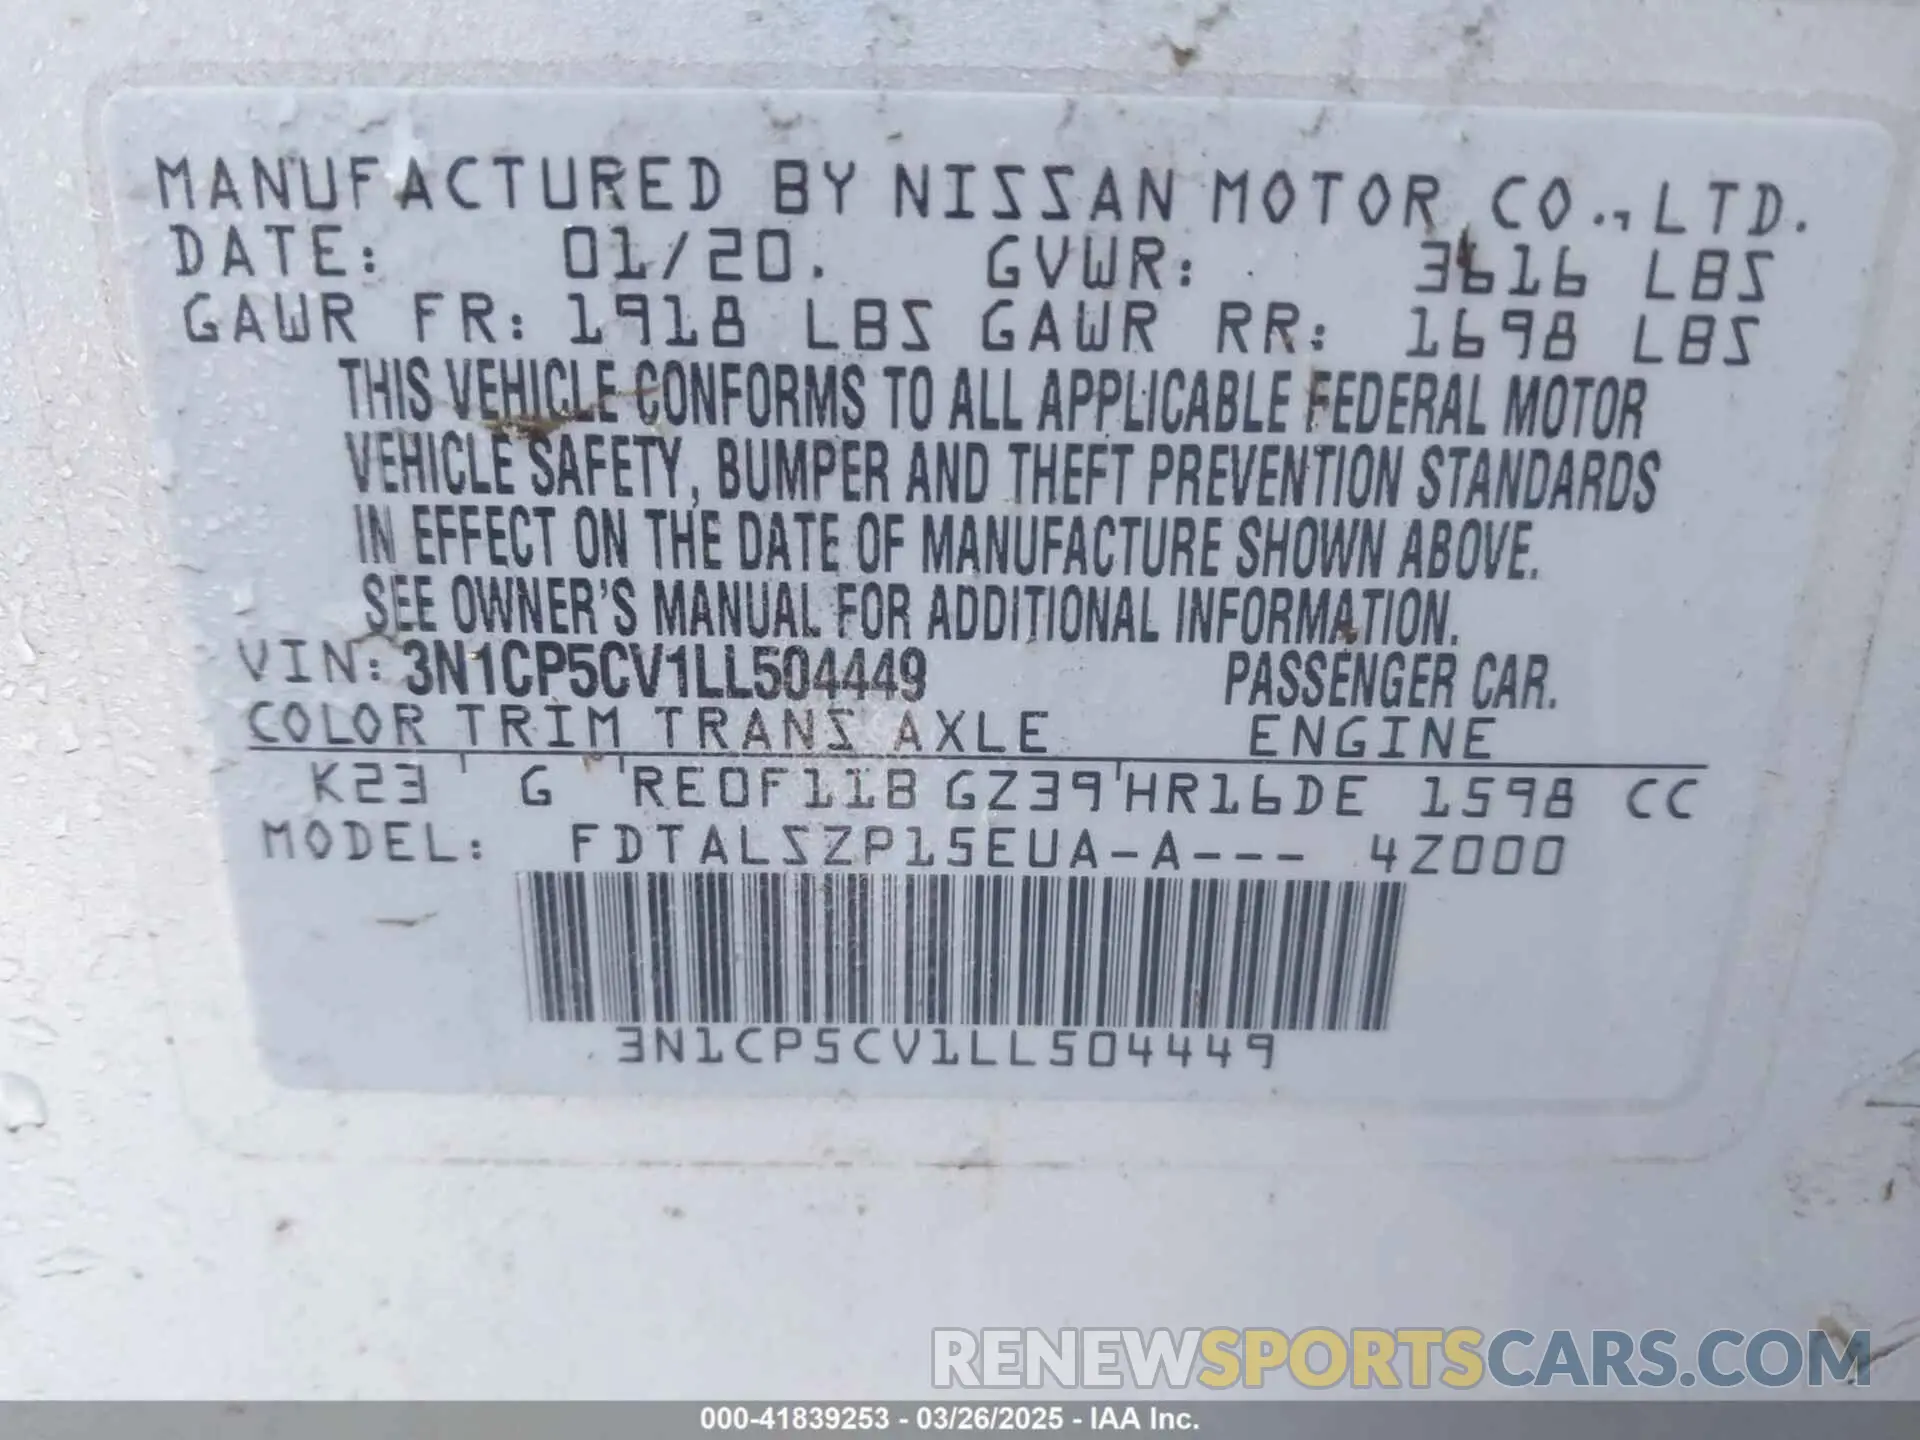 MANUFACTURED BY NISSAN MOTOR CO., LTD.
DATE: 01/20. GVWR: 3616 LBS
GAWR FR: 1918 LBS GAWR RR: 1698 LBS
THIS VEHICLE CONFORMS TO ALL APPLICABLE FEDERAL MOTOR
VEHICLE SAFETY, BUMPER AND THEFT PREVENTION STANDARDS
IN EFFECT ON THE DATE OF MANUFACTURE SHOWN ABOVE.
SEE OWNER'S MANUAL FOR ADDITIONAL INFORMATION.
VIN: 3N1CP5CV1LL504449 PASSENGER CAR.
COLOR TRIM TRANS AXLE ENGINE
K23 G RE0F11B GZ39 HR16DE 1598 CC
MODEL: FDTALSZP15EUA-A--- 4Z000
3N1CP5CV1LL504449
RENEWSPORTSCARS.COM
000-41839253 - 03/26/2025 - IAA Inc.